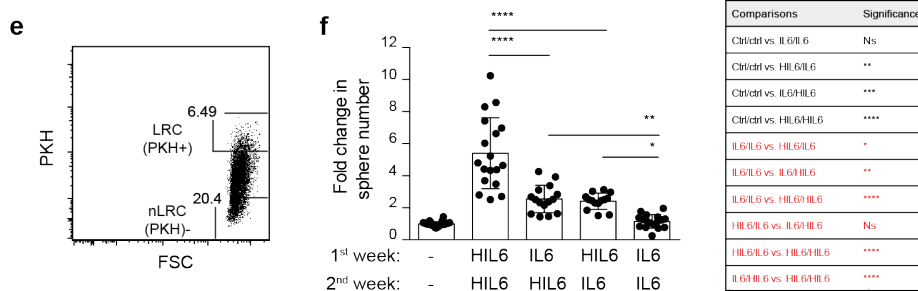 e
PKH
6.49
LRC
(PKH+)
20.4
nLRC
(PKH)-
FSC
f
Fold change in
sphere number
12
10
8
6
4
2
0
****
****
**
*
1st week: - HIL6 IL6 HIL6 IL6
2nd week: - HIL6 HIL6 IL6 IL6
Comparisons Significance
Ctrl/ctrl vs. IL6/IL6 Ns
Ctrl/ctrl vs. HIL6/IL6 **
Ctrl/ctrl vs. IL6/HIL6 ***
Ctrl/ctrl vs. HIL6/HIL6 ****
IL6/IL6 vs. HIL6/IL6 *
IL6/IL6 vs. IL6/HIL6 **
IL6/IL6 vs. HIL6/HIL6 ****
HIL6/IL6 vs. IL6/HIL6 Ns
HIL6/IL6 vs. HIL6/HIL6 ****
IL6/HIL6 vs. HIL6/HIL6 ****